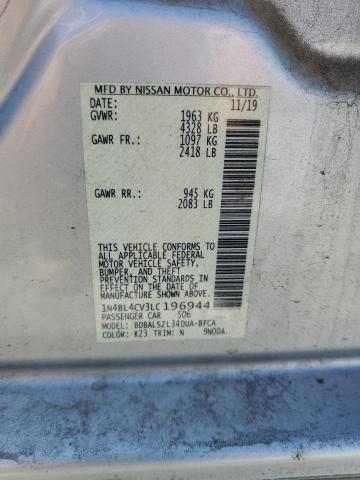 MFD BY NISSAN MOTOR CO., LTD.
DATE: 11/19
GVWR: 1963 KG
4328 LB
GAWR FR.: 1097 KG
2418 LB
GAWR RR.: 945 KG
2083 LB
THIS VEHICLE CONFORMS TO
ALL APPLICABLE FEDERAL
MOTOR VEHICLE SAFETY,
BUMPER, AND THEFT
PREVENTION STANDARDS IN
EFFECT ON THE DATE OF
MANUFACTURE SHOWN ABOVE.
1N4BL4CV3LC196944
PASSENGER CAR 506
MODEL: BDBALSZL34DUA-BFCA
COLOR: K23 TRIM: N 9N0DA